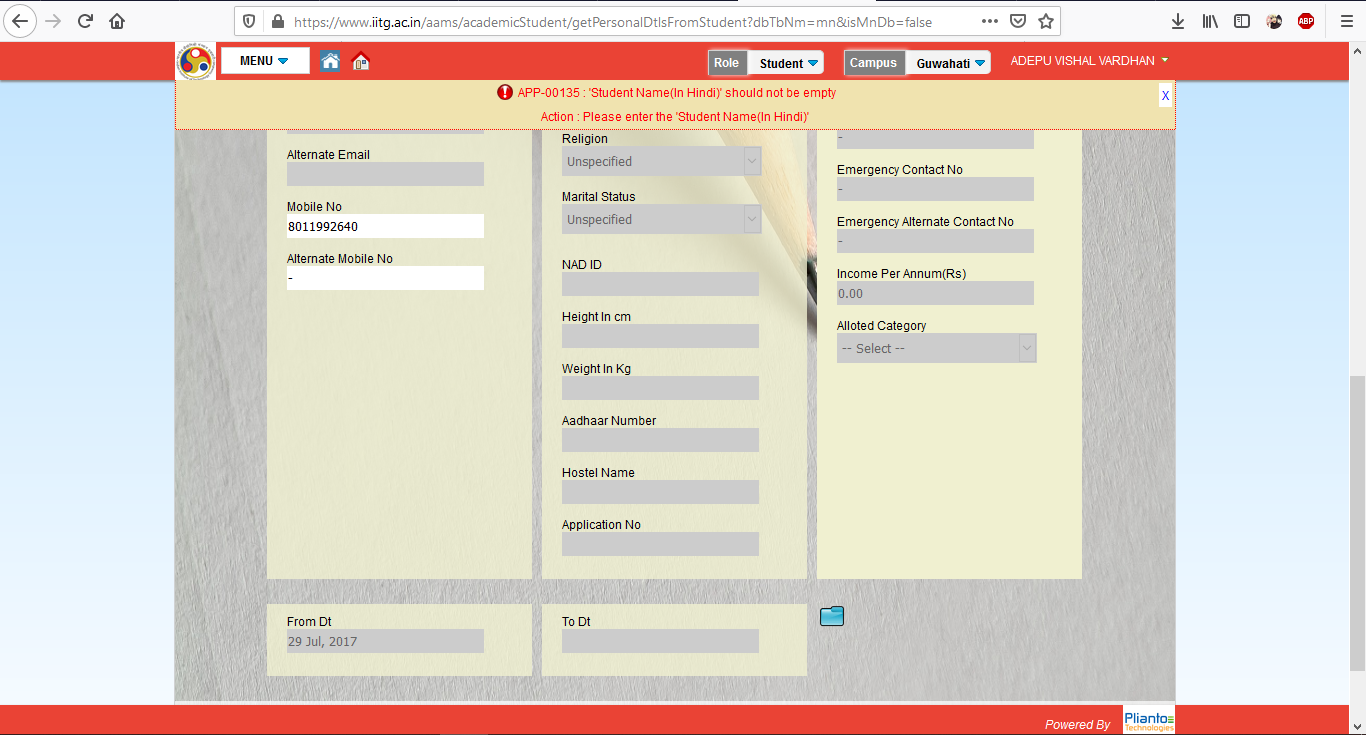 https://www.iitg.ac.in/aams/academicStudent/getPersonalDtlsFromStudent?dbTbNm=mn&isMnDb=false
ABP
MENU
Role Student
Campus Guwahati
ADEPU VISHAL VARDHAN
APP-00135 : 'Student Name(In Hindi)' should not be empty
X
Action : Please enter the 'Student Name(In Hindi)'
Alternate Email
Mobile No
8011992640
Alternate Mobile No
-
Religion
Unspecified
Marital Status
Unspecified
NAD ID
Height In cm
Weight In Kg
Aadhaar Number
Hostel Name
Application No
-
Emergency Contact No
-
Emergency Alternate Contact No
-
Income Per Annum(Rs)
0.00
Alloted Category
-- Select --
From Dt
29 Jul, 2017
To Dt
Powered By
Plianto
Technologies